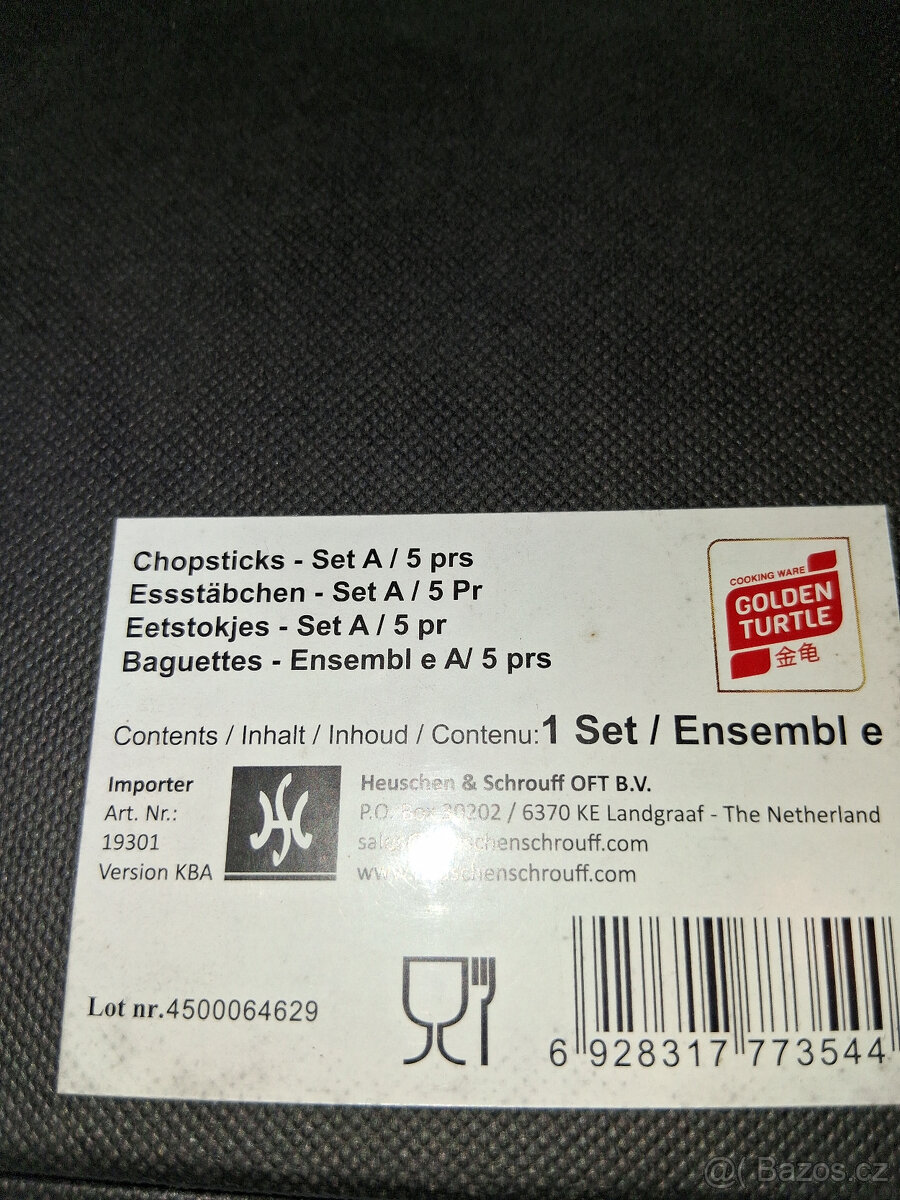 Chopsticks - Set A / 5 prs
Essstäbchen - Set A / 5 Pr
Eetstokjes - Set A / 5 pr
Baguettes - Ensembl e A/ 5 prs
COOKING WARE
GOLDEN
TURTLE
金龟
Contents / Inhalt / Inhoud / Contenu:1 Set / Ensembl e
Importer
Art. Nr.:
19301
Version KBA
Heuschen & Schrouff OFT B.V.
P.O. / 6370 KE Landgraaf - The Netherland
Lot nr.4500064629
6 928317 773544
@( Bazos.cz